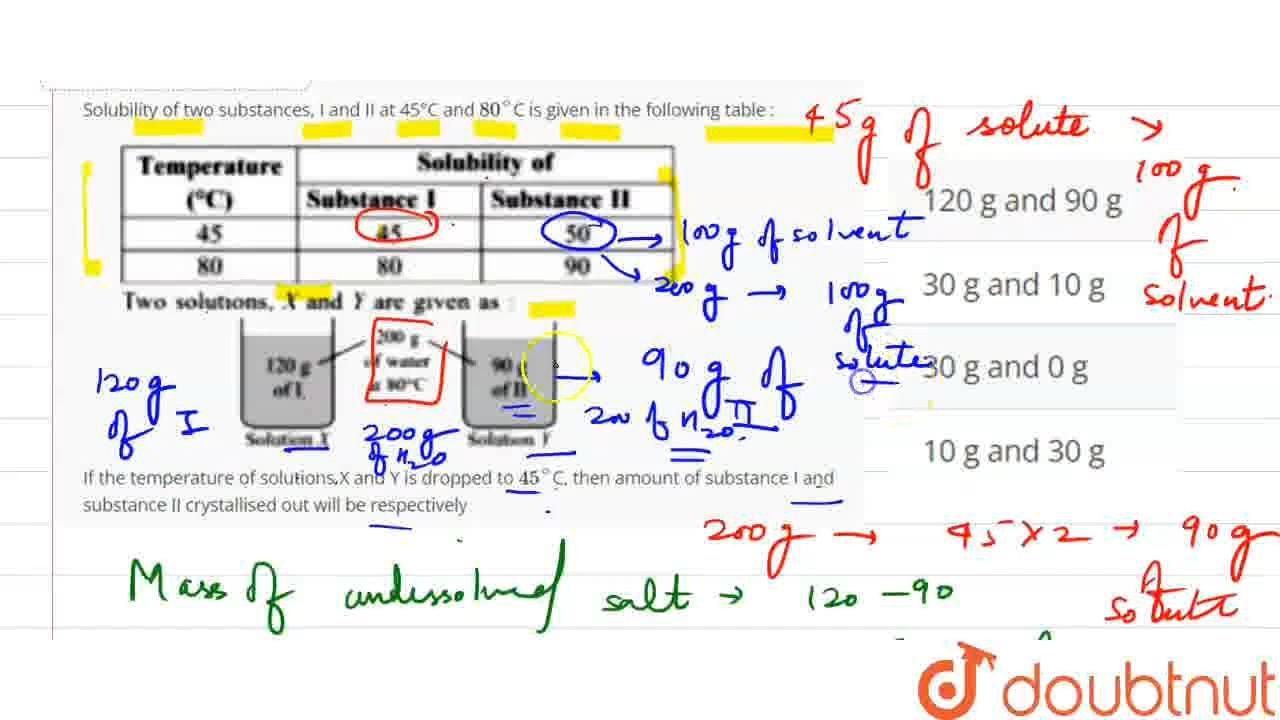 Solubility of two substances, I and II at 45°C and 80°C is given in the following table :
Temperature (°C)
Solubility of
Substance I
Substance II
45
45
50
80
80
90
Two solutions, X and Y are given as :
120 g of I
200 g of water at 80°C
90 g of II
Solution X
Solution Y
If the temperature of solutions,X and Y is dropped to 45°C, then amount of substance I and
substance II crystallised out will be respectively
120 g and 90 g
30 g and 10 g
30 g and 0 g
10 g and 30 g
45g of solute →
100 g.
of
solvent.
→ 100g of solvent
200 g → 100g
of
solute
120g
of I
200g
of H2O
→ 90 g of II
200 of H2O.
200g → 45×2 → 90g
of
solute
Mass of undissolved salt → 120 – 90
doubtnut